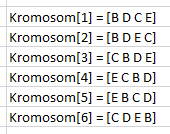 Kromosom[1] = [B D C E]
Kromosom[2] = [B D E C]
Kromosom[3] = [C B D E]
Kromosom[4] = [E C B D]
Kromosom[5] = [E B C D]
Kromosom[6] = [C D E B]